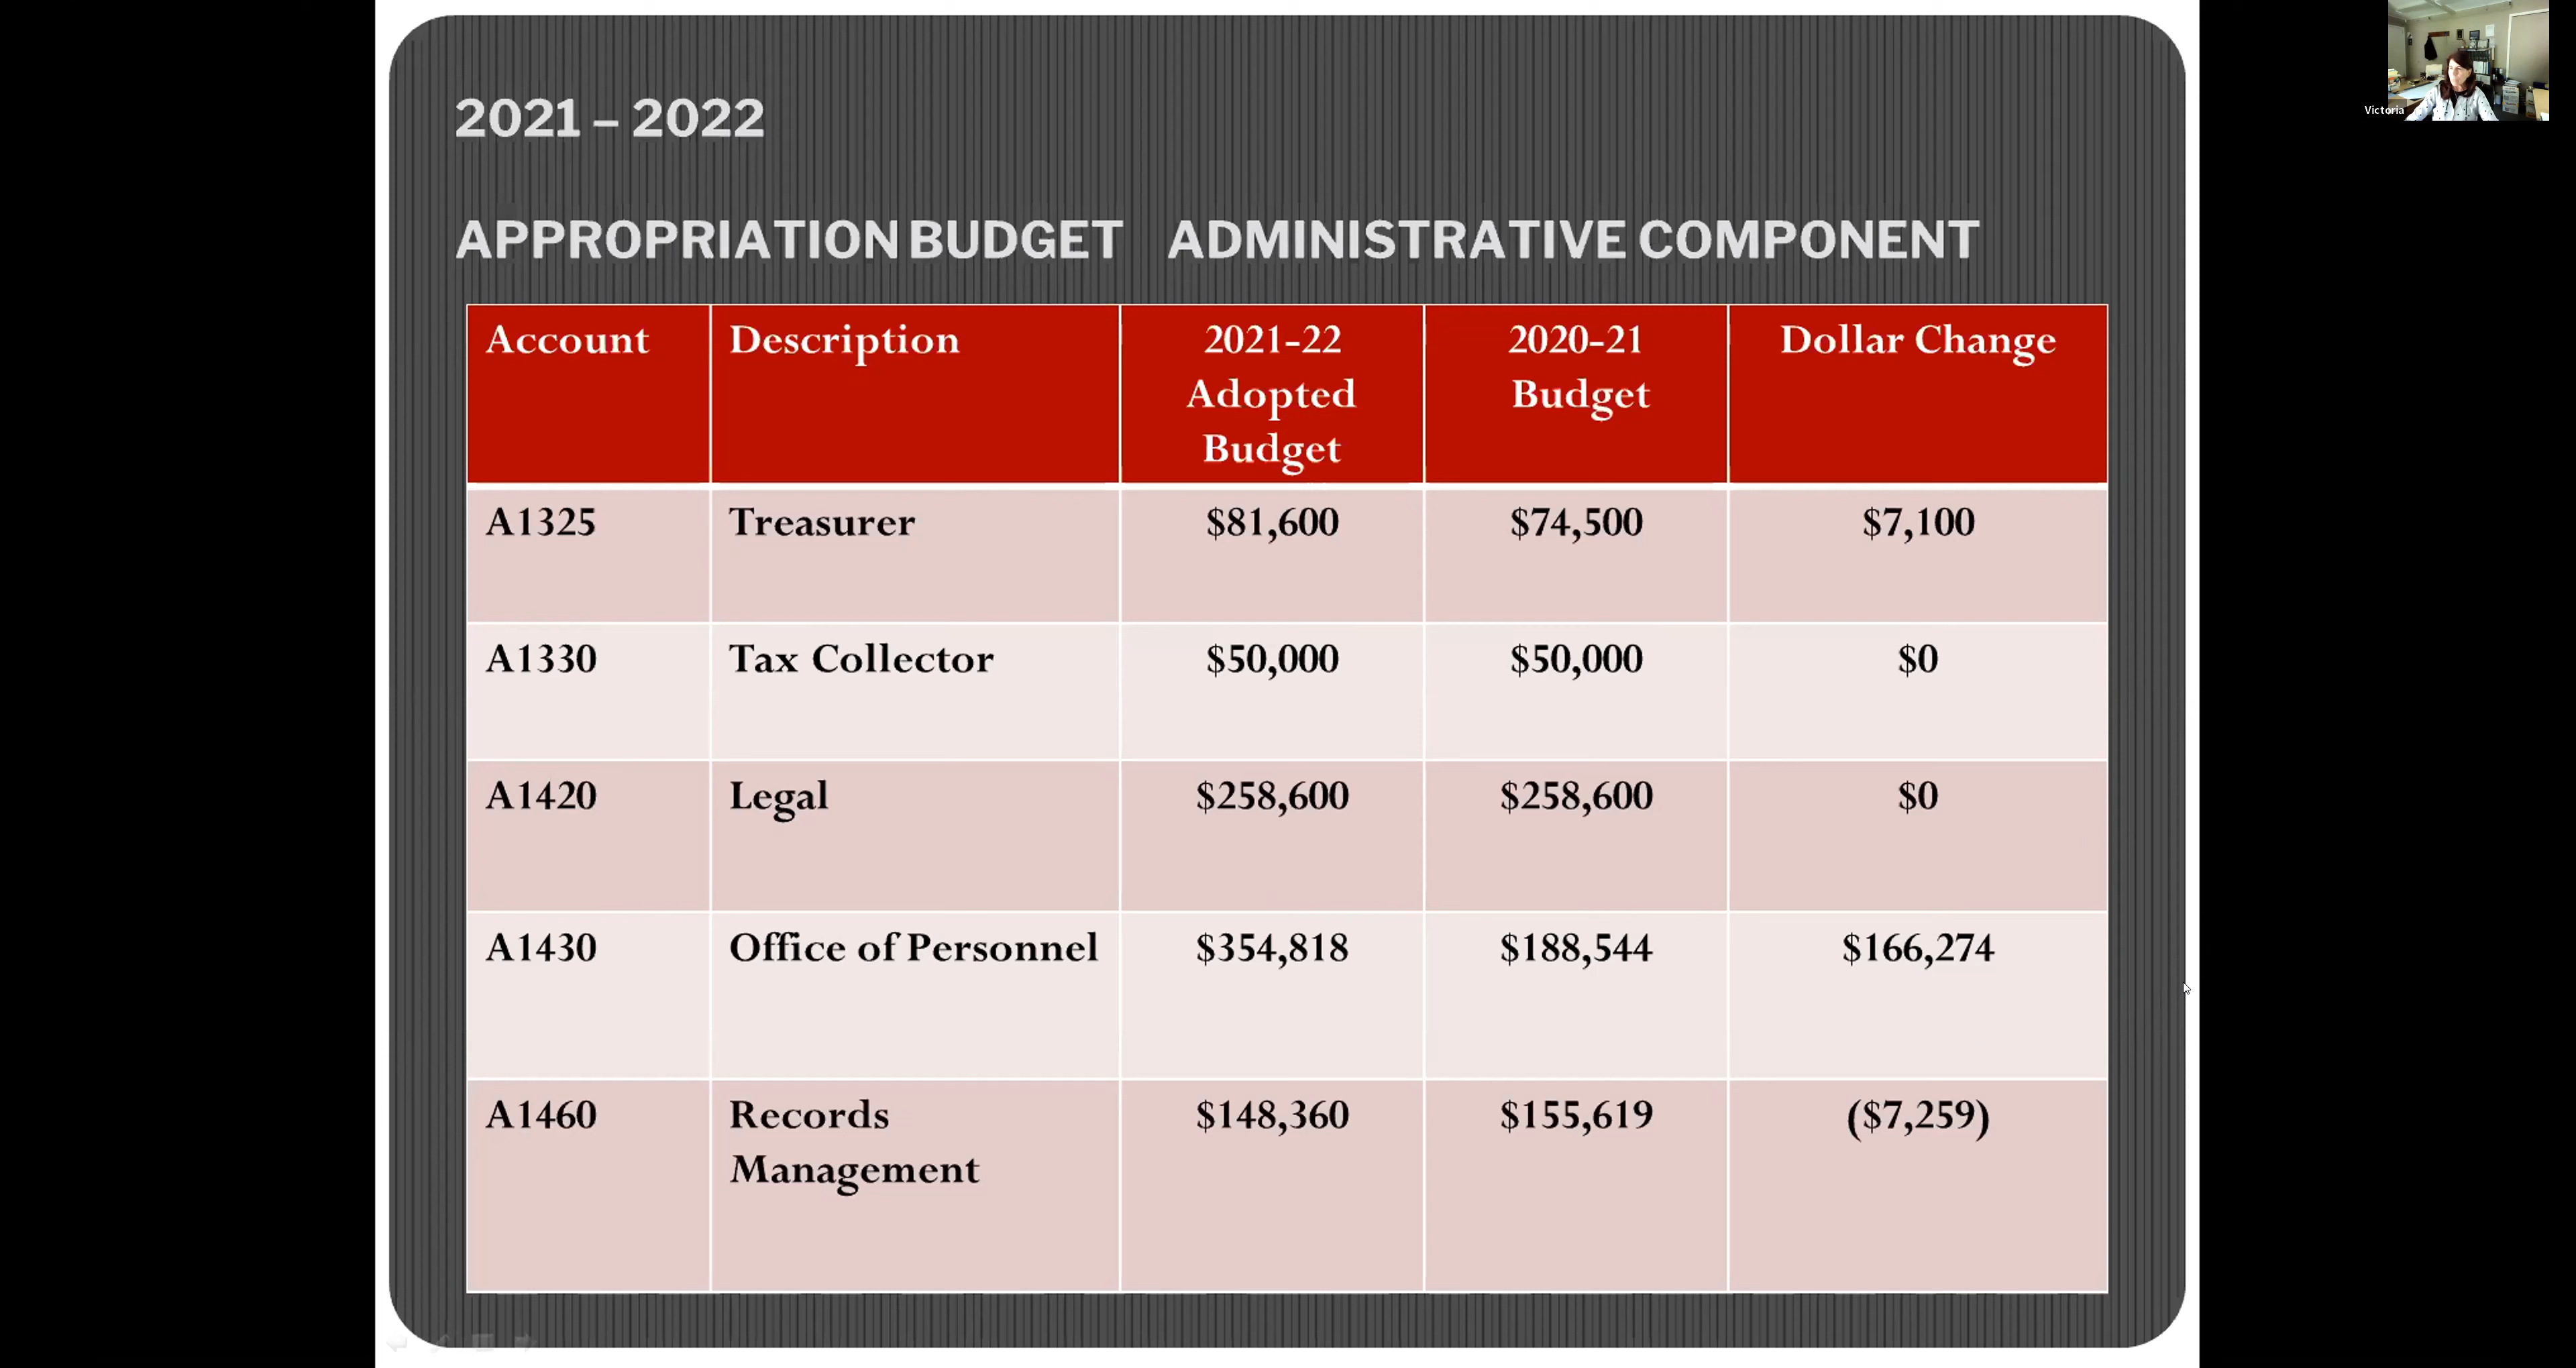 Victoria
2021 – 2022
APPROPRIATION BUDGET ADMINISTRATIVE COMPONENT
Account Description 2021-22 2020-21 Dollar Change
Adopted Budget
Budget
A1325 Treasurer $81,600 $74,500 $7,100
A1330 Tax Collector $50,000 $50,000 $0
A1420 Legal $258,600 $258,600 $0
A1430 Office of Personnel $354,818 $188,544 $166,274
A1460 Records $148,360 $155,619 ($7,259)
Management